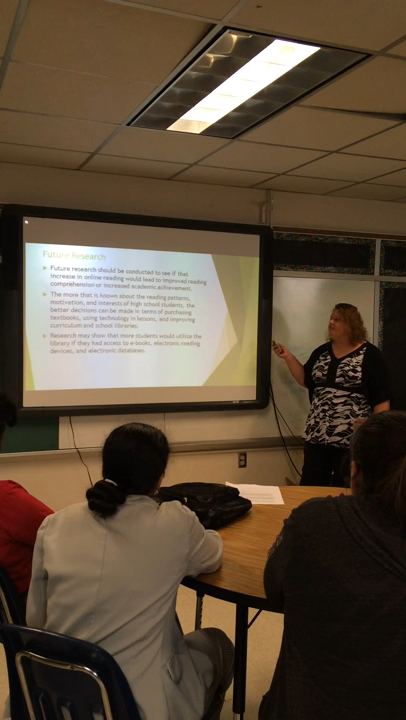 Future Research
Future research should be conducted to see if that
increase in online reading would lead to improved reading
comprehension or increased academic achievement.
The more that is known about the reading patterns,
motivation, and interests of high school students, the
better decisions can be made in terms of purchasing
textbooks, using technology in lessons, and improving
curriculum and school libraries.
Research may show that more students would utilize the
library if they had access to e-books, electronic reading
devices, and electronic databases.